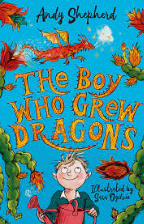 Andy Shepherd
THE BOY
WHO GREW
DRAGONS
Illustrated by
Sara Ogilvie